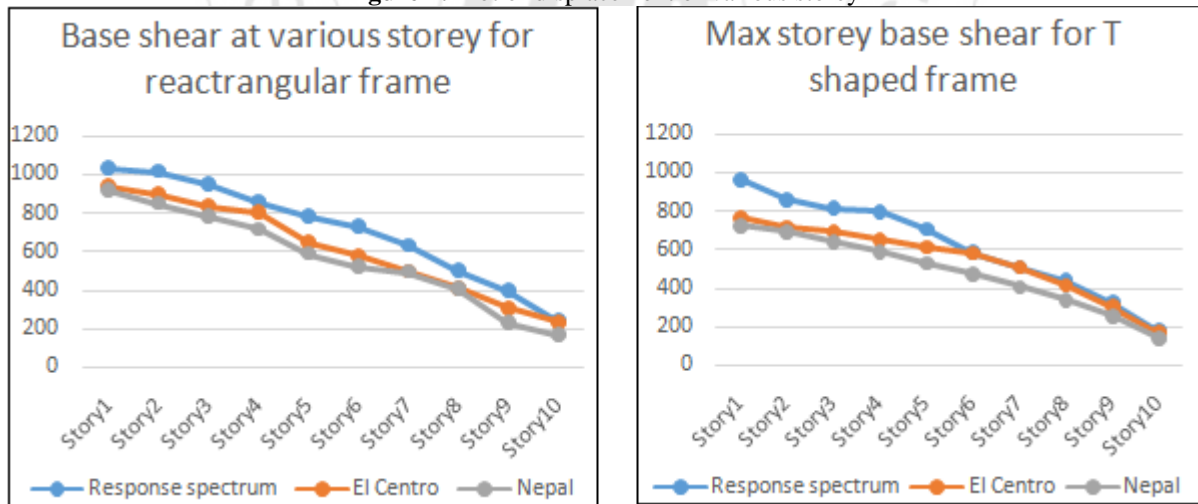 Base shear at various storey for
reactrangular frame
1200
1000
800
600
400
200
0
Story1
Story2
Story3
Story4
Story5
Story6
Story7
Story8
Story9
Story10
Response spectrum El Centro Nepal
Max storey base shear for T
shaped frame
1200
1000
800
600
400
200
0
Story1
Story2
Story3
Story4
Story5
Story6
Story7
Story8
Story9
Story10
Response spectrum El Centro Nepal